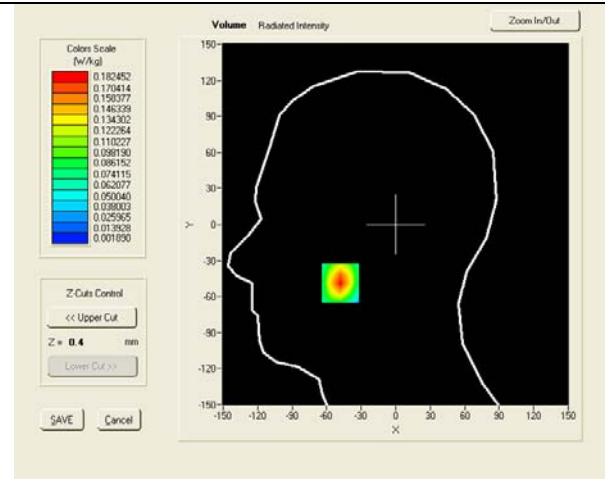 Volume Radiated Intensity
Zoom In/Out
Colors Scale
(W/kg)
0.182452
0.170414
0.158377
0.146339
0.134302
0.122264
0.110227
0.098190
0.086152
0.074115
0.062077
0.050040
0.038003
0.025965
0.013928
0.001890
Z-Cuts Control
<< Upper Cut
Z = 0.4 mm
Lower Cut >>
SAVE Cancel
150
120
90
60
30
0
-30
-60
-90
-120
-150
Y
-150 -120 -90 -60 -30 0 30 60 90 120 150
X